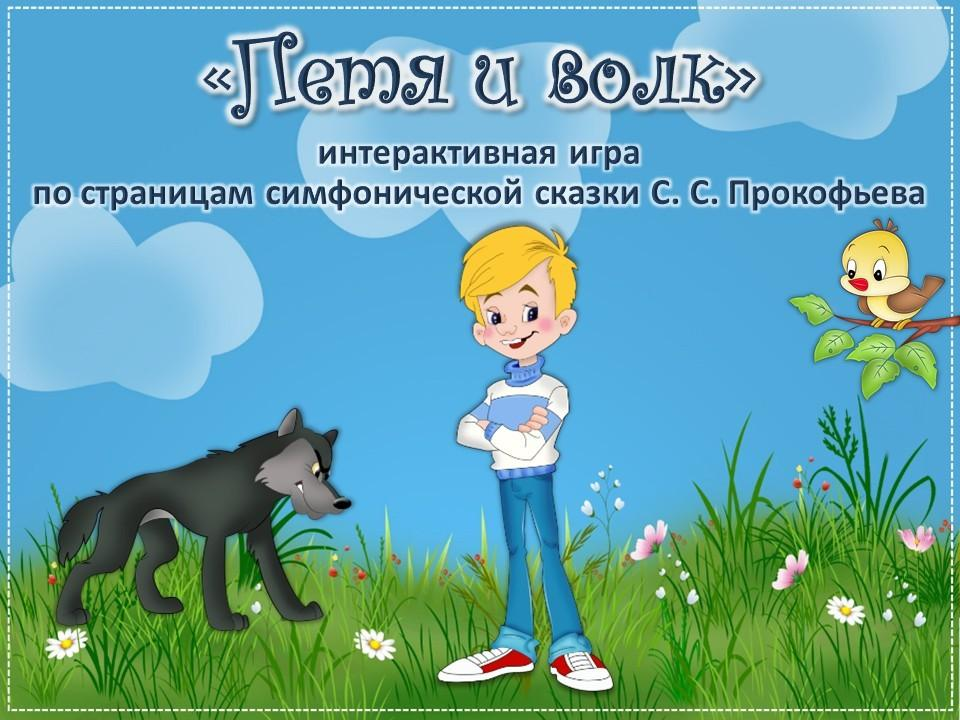 «Петя и волк»
интерактивная игра
по страницам симфонической сказки С. С. Прокофьева